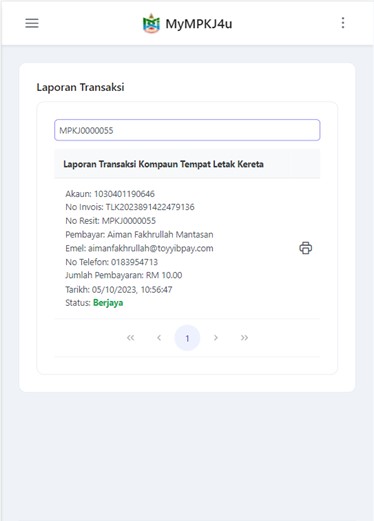 MyMPKJ4u
Laporan Transaksi
MPKJ0000055
Laporan Transaksi Kompaun Tempat Letak Kereta
Akaun: 1030401190646
No Invois: TLK2023891422479136
No Resit: MPKJ0000055
Pembayar: Aiman Fakhrullah Mantasan
Emel: aimanfakhrullah@toyyibpay.com
No Telefon: 0183954713
Jumlah Pembayaran: RM 10.00
Tarikh: 05/10/2023, 10:56:47
Status: Berjaya
1